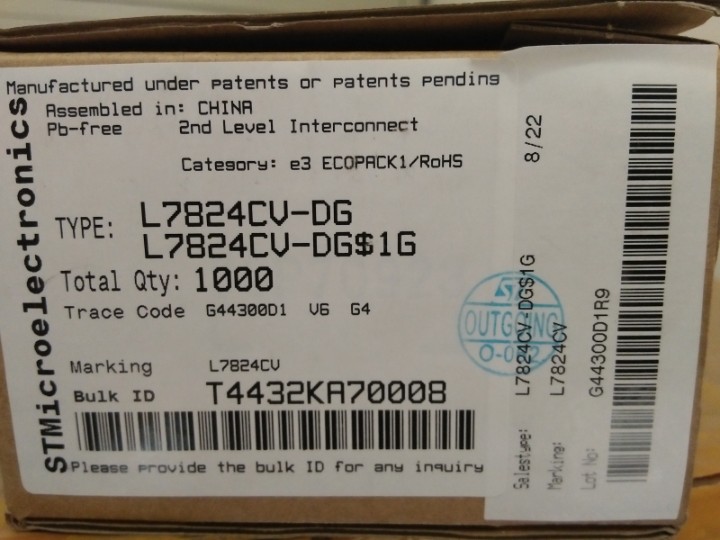 Manufactured under patents or patents pending
Assembled in: CHINA
Pb-free 2nd Level Interconnect
Category: e3 ECOPACK1/RoHS
TYPE: L7824CV-DG
L7824CV-DG$1G
Total Qty: 1000
Trace Code G44300D1 V6 G4
Marking L7824CV
Bulk ID T4432KA70008
Please provide the bulk ID for any inquiry
STMicroelectronics
ST
OUTGOING
8/22
Salestype: L7824CV-DG$1G
Marking: L7824CV
Lot No: G44300D1R9